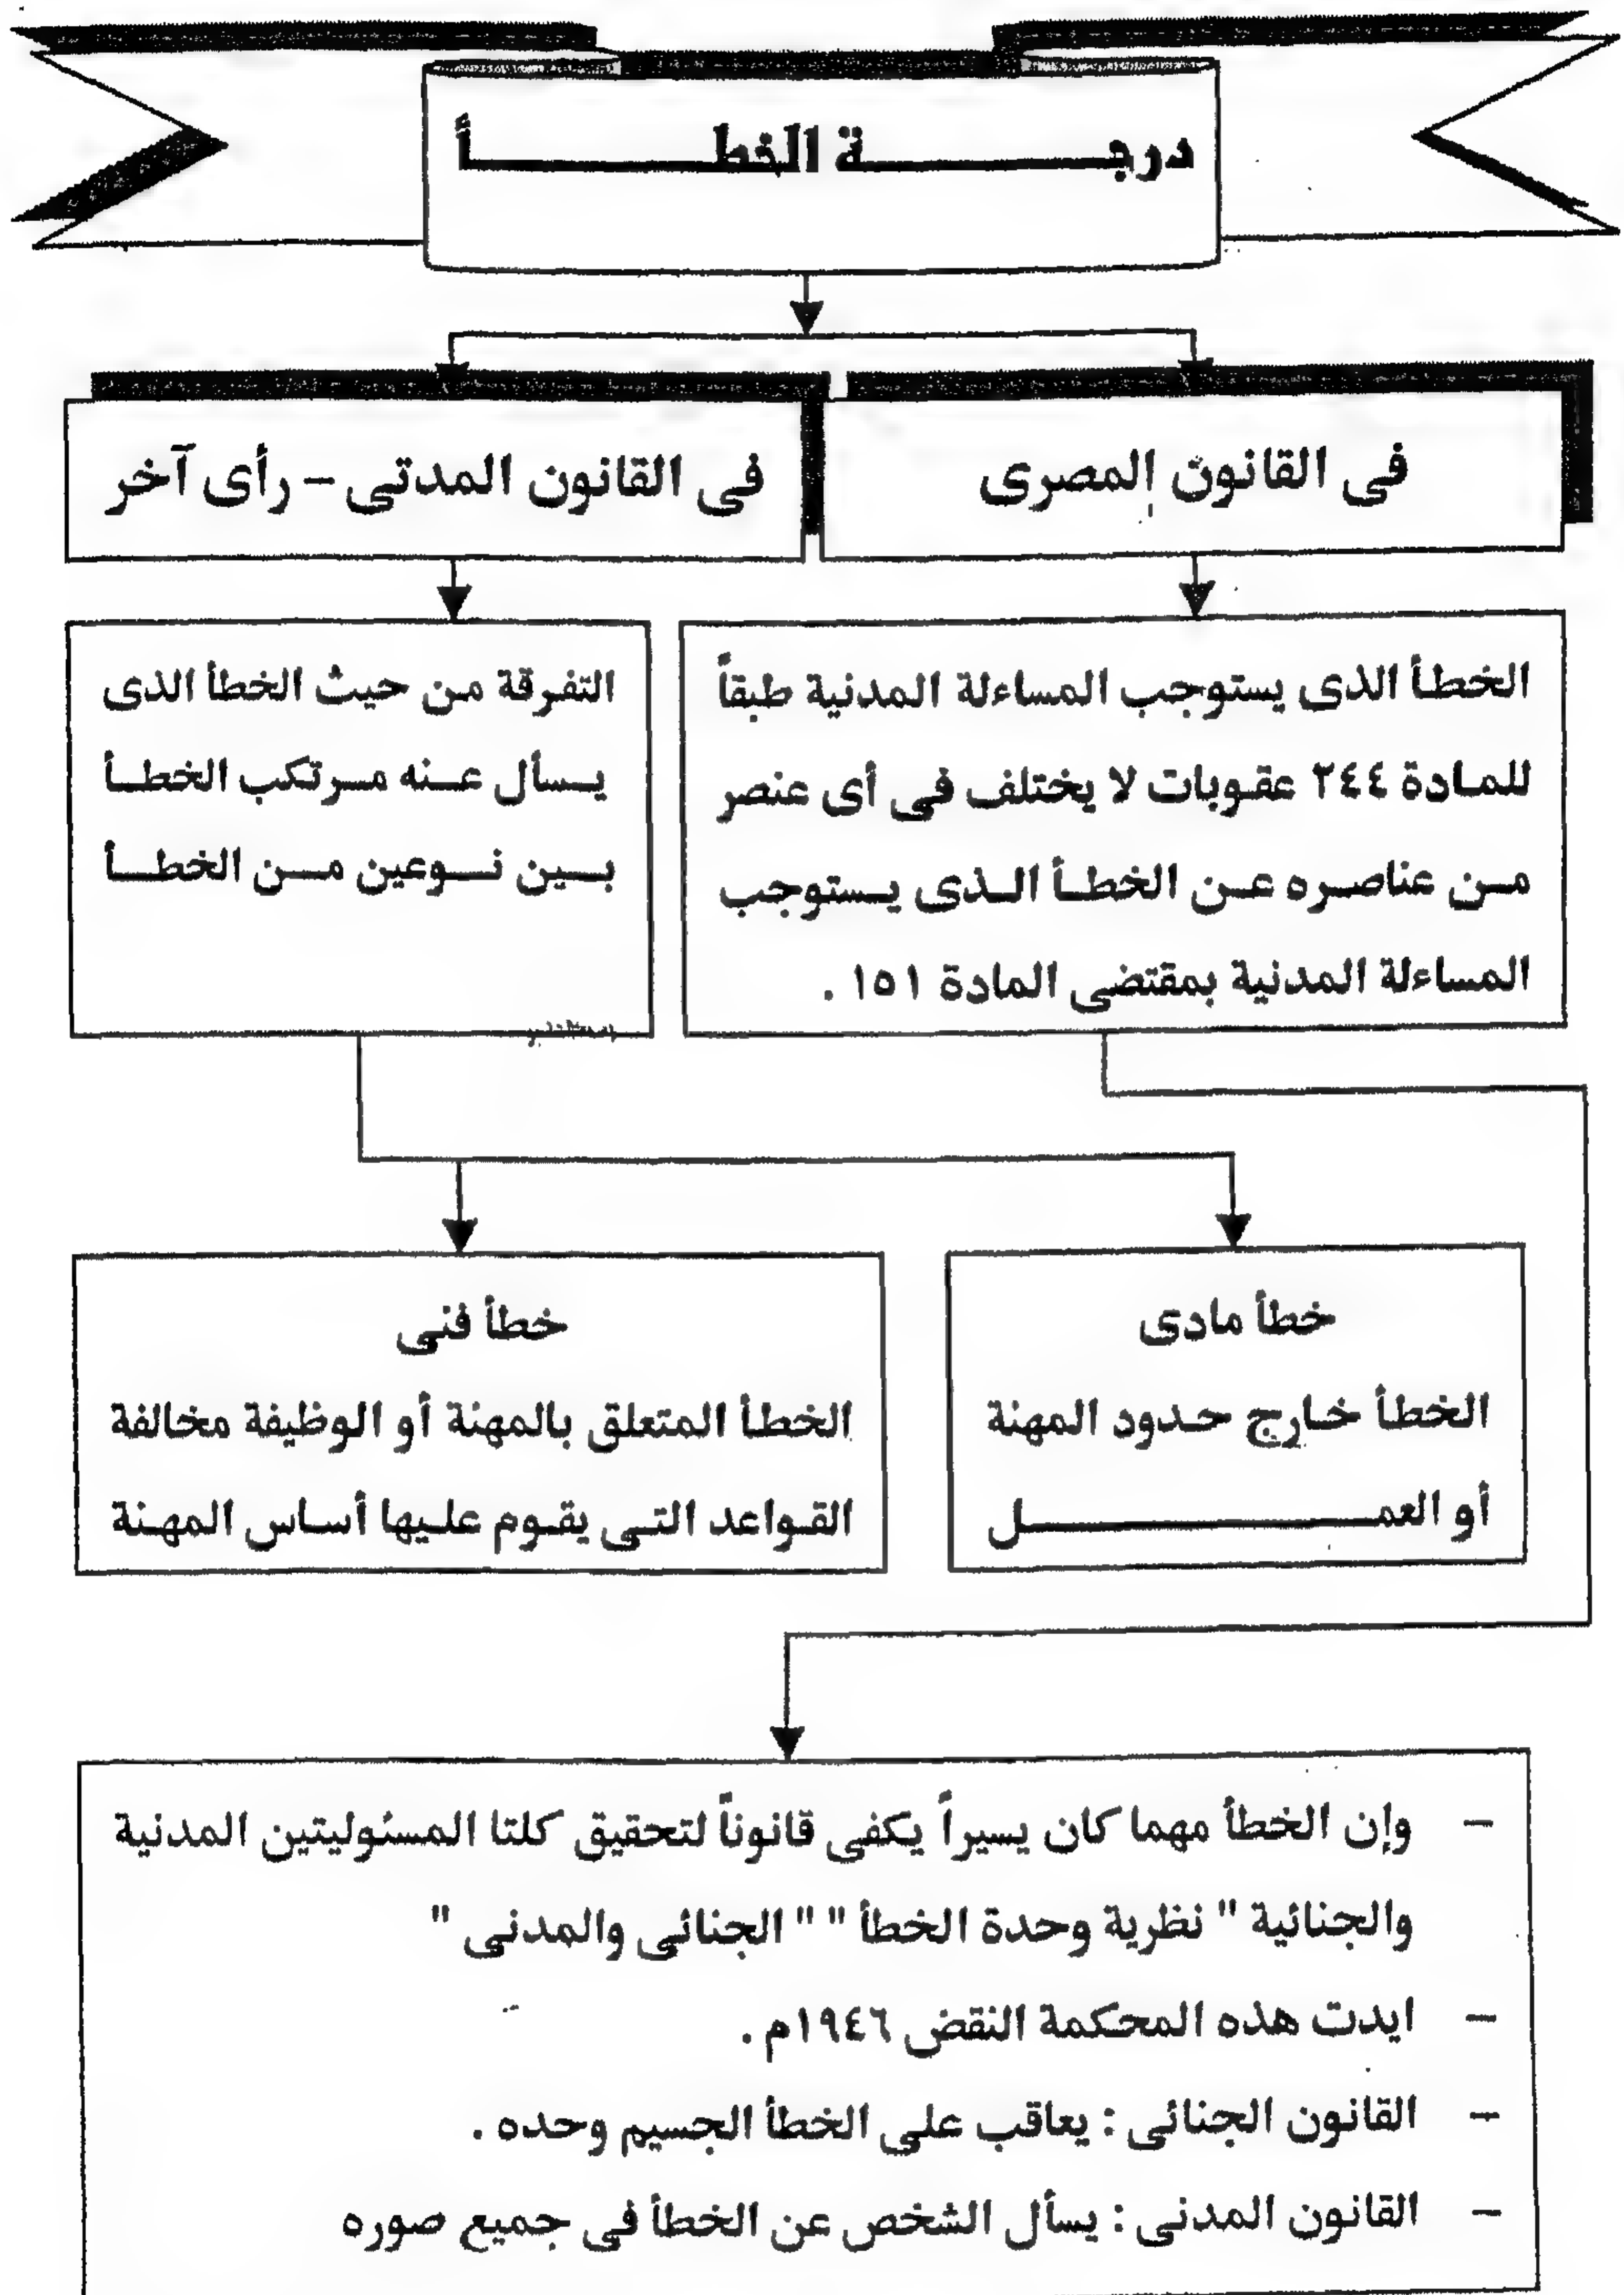 درجة الخطأ
فى القانون المصرى
فى القانون المدتى – رأى آخر
الخطأ الذى يستوجب المساءلة المدنية طبقاً
للمادة ٢٤٤ عقوبات لا يختلف فى أى عنصر
من عناصره عن الخطأ الذى يستوجب
المساءلة المدنية بمقتضى المادة ١٥١ .
التفرقة من حيث الخطأ الذى
يسأل عنه مرتكب الخطأ
بين نوعين من الخطأ
خطأ مادى
الخطأ خارج حدود المهنة
أو العمل
خطأ فنى
الخطأ المتعلق بالمهنة أو الوظيفة مخالفة
القواعد التى يقوم عليها أساس المهنة
– وإن الخطأ مهما كان يسيراً يكفى قانوناً لتحقيق كلتا المسئوليتين المدنية
والجنائية " نظرية وحدة الخطأ " " الجنائى والمدنى "
– ايدت هذه المحكمة النقض ١٩٤٦م .
– القانون الجنائى : يعاقب على الخطأ الجسيم وحده .
– القانون المدنى : يسأل الشخص عن الخطأ فى جميع صوره